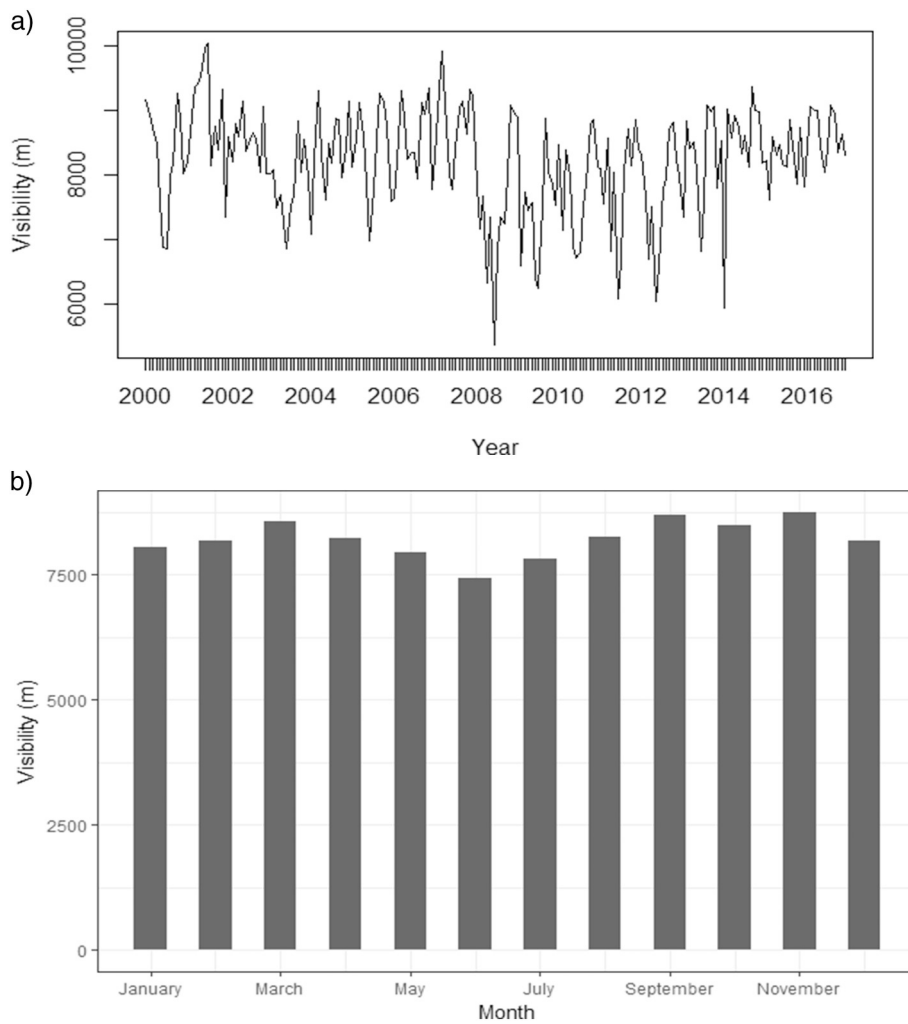 a)
10000
8000
6000
Visibility (m)
2000 2002 2004 2006 2008 2010 2012 2014 2016
Year
b)
7500
5000
2500
0
Visibility (m)
January March May July September November
Month